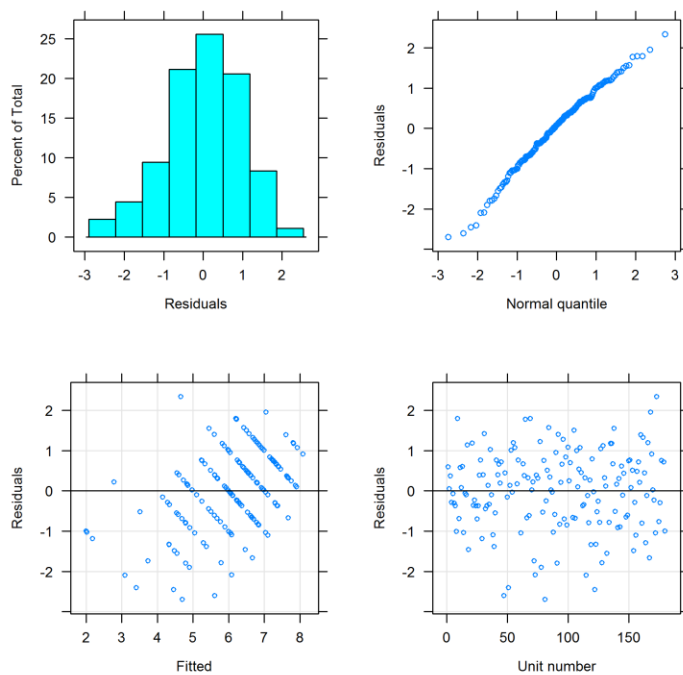 25
20
15
10
5
0
Percent of Total
-3 -2 -1 0 1 2
Residuals
2
1
0
-1
-2
Residuals
-3 -2 -1 0 1 2 3
Normal quantile
2
1
0
-1
-2
Residuals
2 3 4 5 6 7 8
Fitted
2
1
0
-1
-2
Residuals
0 50 100 150
Unit number